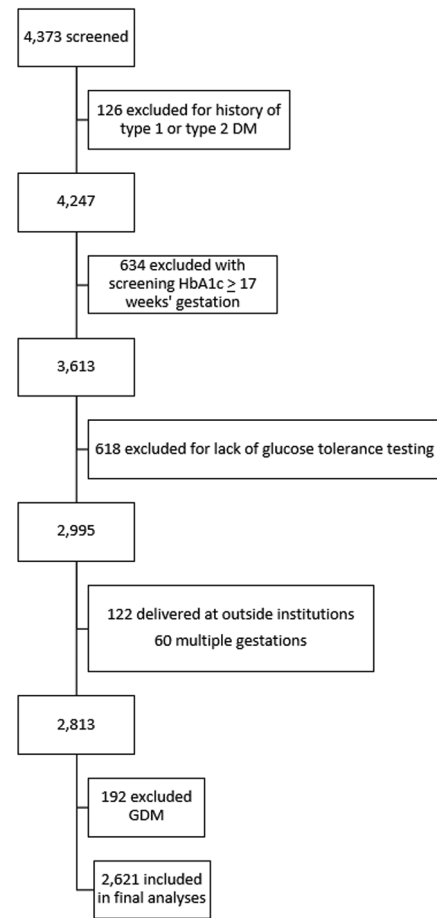 4,373 screened
126 excluded for history of
type 1 or type 2 DM
4,247
634 excluded with
screening HbA1c ≥ 17
weeks' gestation
3,613
618 excluded for lack of glucose tolerance testing
2,995
122 delivered at outside institutions
60 multiple gestations
2,813
192 excluded
GDM
2,621 included
in final analyses